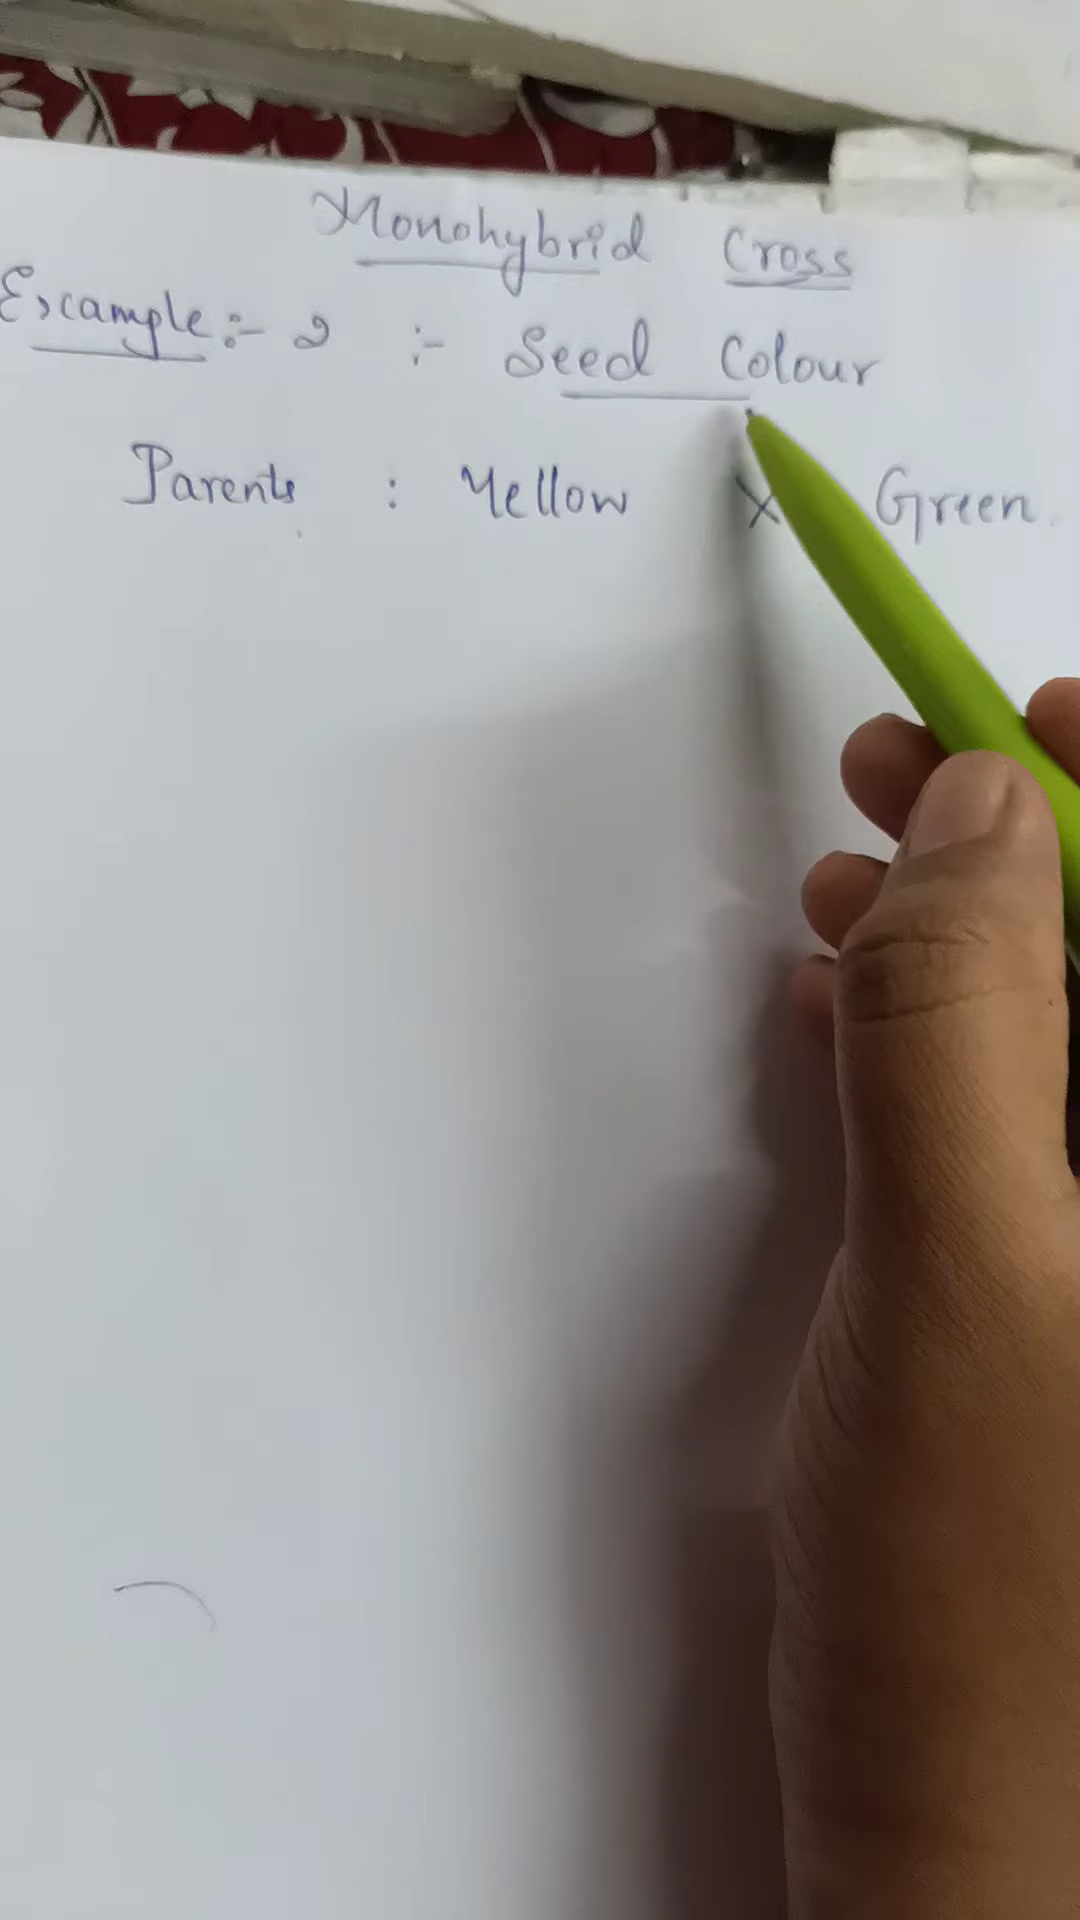 Monohybrid Cross
Example:- 2 :- Seed Colour
Parents : Yellow X Green.